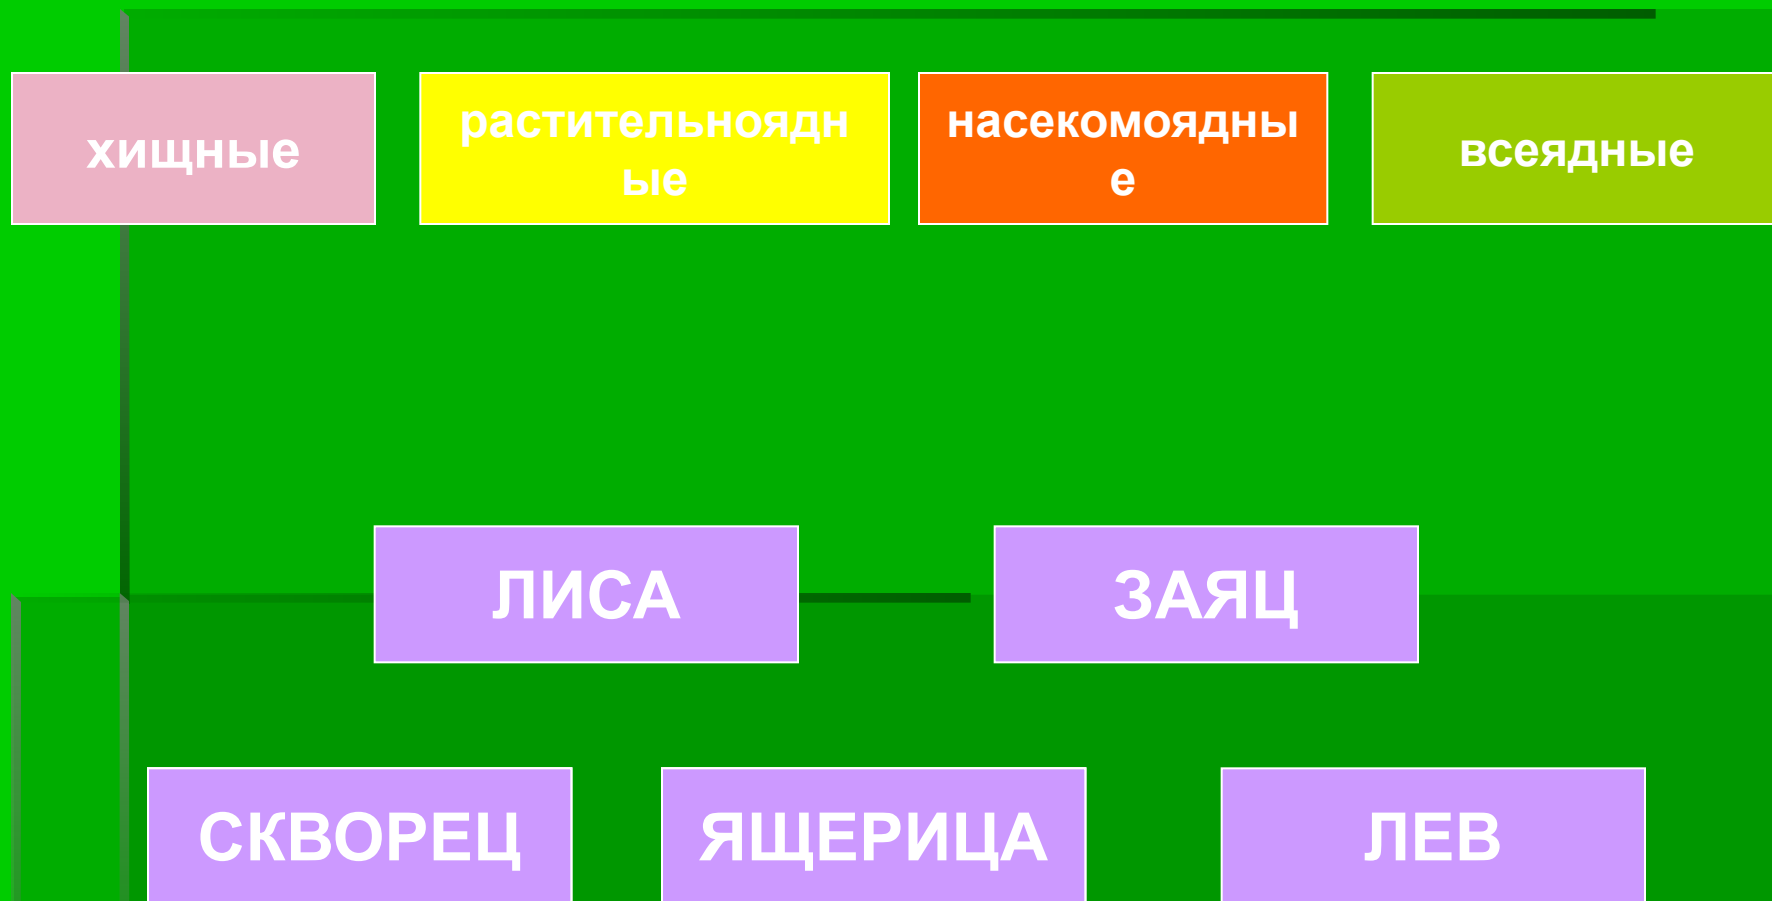 хищные
растительноядн
ые
насекомоядны
е
всеядные
ЛИСА
ЗАЯЦ
СКВОРЕЦ
ЯЩЕРИЦА
ЛЕВ